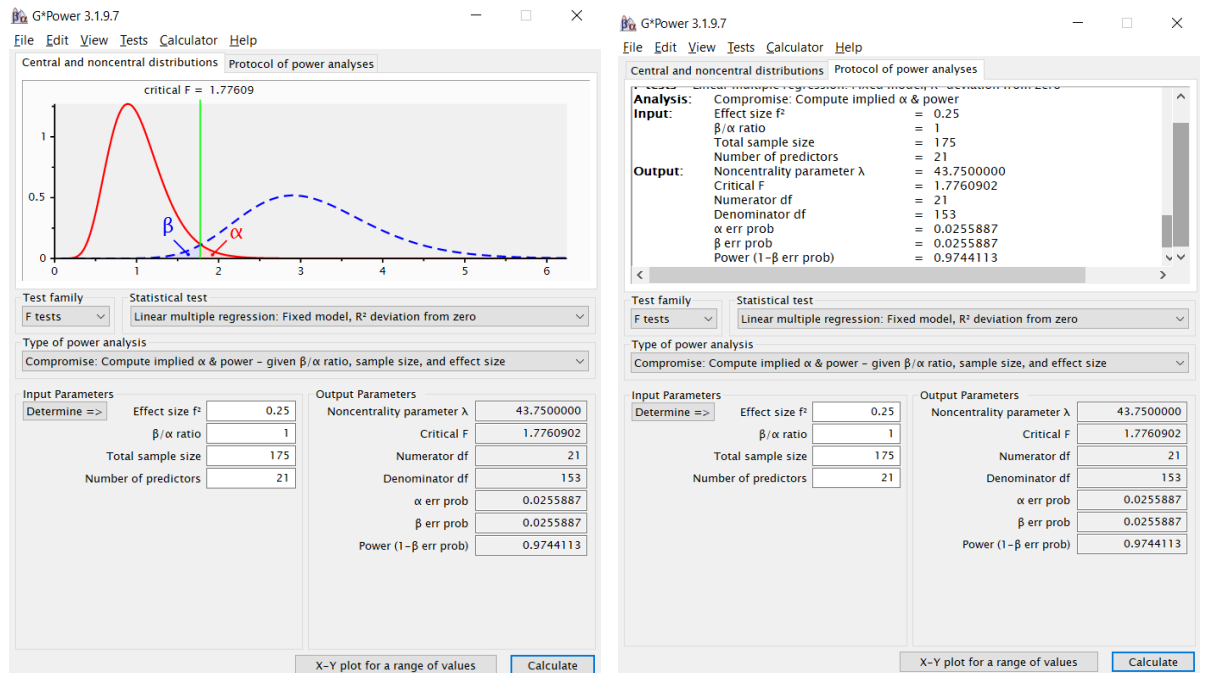 G*Power 3.1.9.7
File Edit View Tests Calculator Help
Central and noncentral distributions Protocol of power analyses
critical F = 1.77609
1
0.5
0
β
α
0 1 2 3 4 5 6
Test family Statistical test
F tests Linear multiple regression: Fixed model, R² deviation from zero
Type of power analysis
Compromise: Compute implied α & power – given β/α ratio, sample size, and effect size
Input Parameters Output Parameters
Determine => Effect size f² 0.25 Noncentrality parameter λ 43.7500000
β/α ratio 1 Critical F 1.7760902
Total sample size 175 Numerator df 21
Number of predictors 21 Denominator df 153
α err prob 0.0255887
β err prob 0.0255887
Power (1-β err prob) 0.9744113
X-Y plot for a range of values Calculate
G*Power 3.1.9.7
File Edit View Tests Calculator Help
Central and noncentral distributions Protocol of power analyses
F tests – Linear multiple regression: Fixed model, R² deviation from zero
Analysis: Compromise: Compute implied α & power
Input: Effect size f² = 0.25
β/α ratio = 1
Total sample size = 175
Number of predictors = 21
Output: Noncentrality parameter λ = 43.7500000
Critical F = 1.7760902
Numerator df = 21
Denominator df = 153
α err prob = 0.0255887
β err prob = 0.0255887
Power (1-β err prob) = 0.9744113
Test family Statistical test
F tests Linear multiple regression: Fixed model, R² deviation from zero
Type of power analysis
Compromise: Compute implied α & power – given β/α ratio, sample size, and effect size
Input Parameters Output Parameters
Determine => Effect size f² 0.25 Noncentrality parameter λ 43.7500000
β/α ratio 1 Critical F 1.7760902
Total sample size 175 Numerator df 21
Number of predictors 21 Denominator df 153
α err prob 0.0255887
β err prob 0.0255887
Power (1-β err prob) 0.9744113
X-Y plot for a range of values Calculate